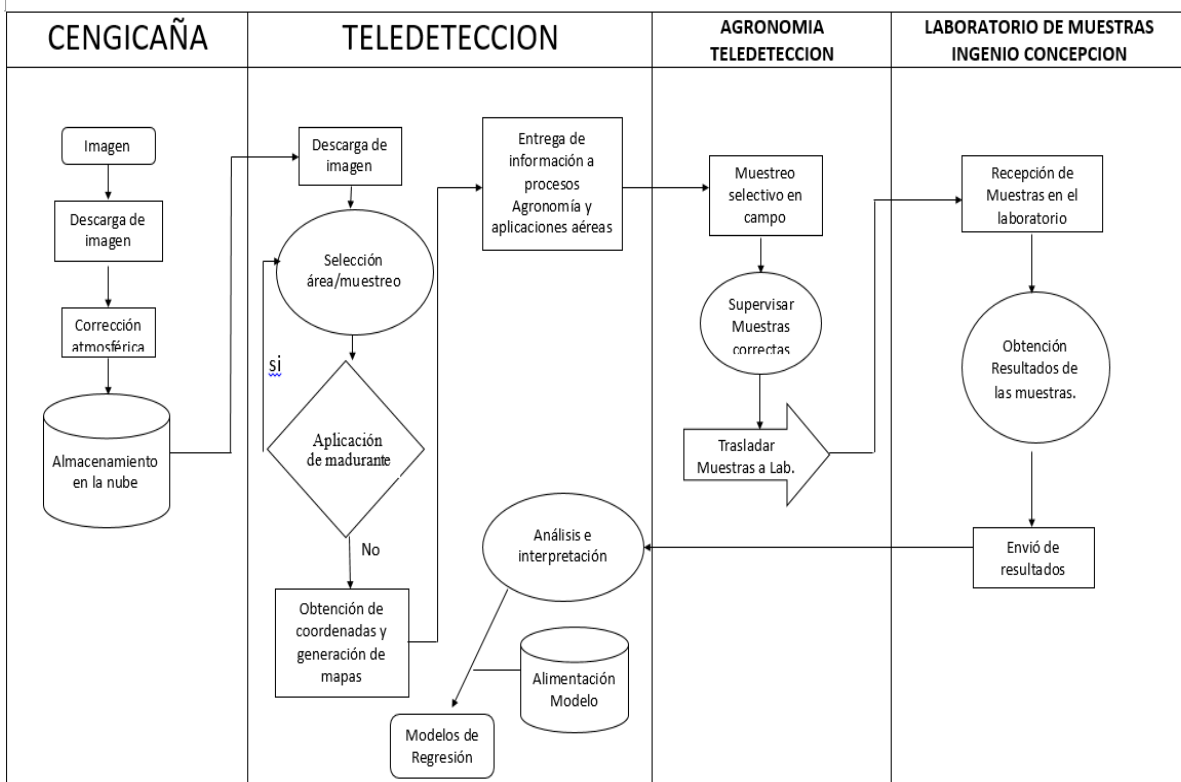 CENGICAÑA
TELEDETECCION
AGRONOMIA
TELEDETECCION
LABORATORIO DE MUESTRAS
INGENIO CONCEPCION
Imagen
Descarga de
imagen
Corrección
atmosférica
Almacenamiento
en la nube
Descarga de
imagen
Selección
área/muestreo
si
Aplicación
de madurante
No
Obtención de
coordenadas y
generación de
mapas
Entrega de
información a
procesos
Agronomía y
aplicaciones aéreas
Análisis e
interpretación
Alimentación
Modelo
Modelos de
Regresión
Muestreo
selectivo en
campo
Supervisar
Muestras
correctas
Trasladar
Muestras a Lab.
Recepción de
Muestras en el
laboratorio
Obtención
Resultados de
las muestras.
Envió de
resultados